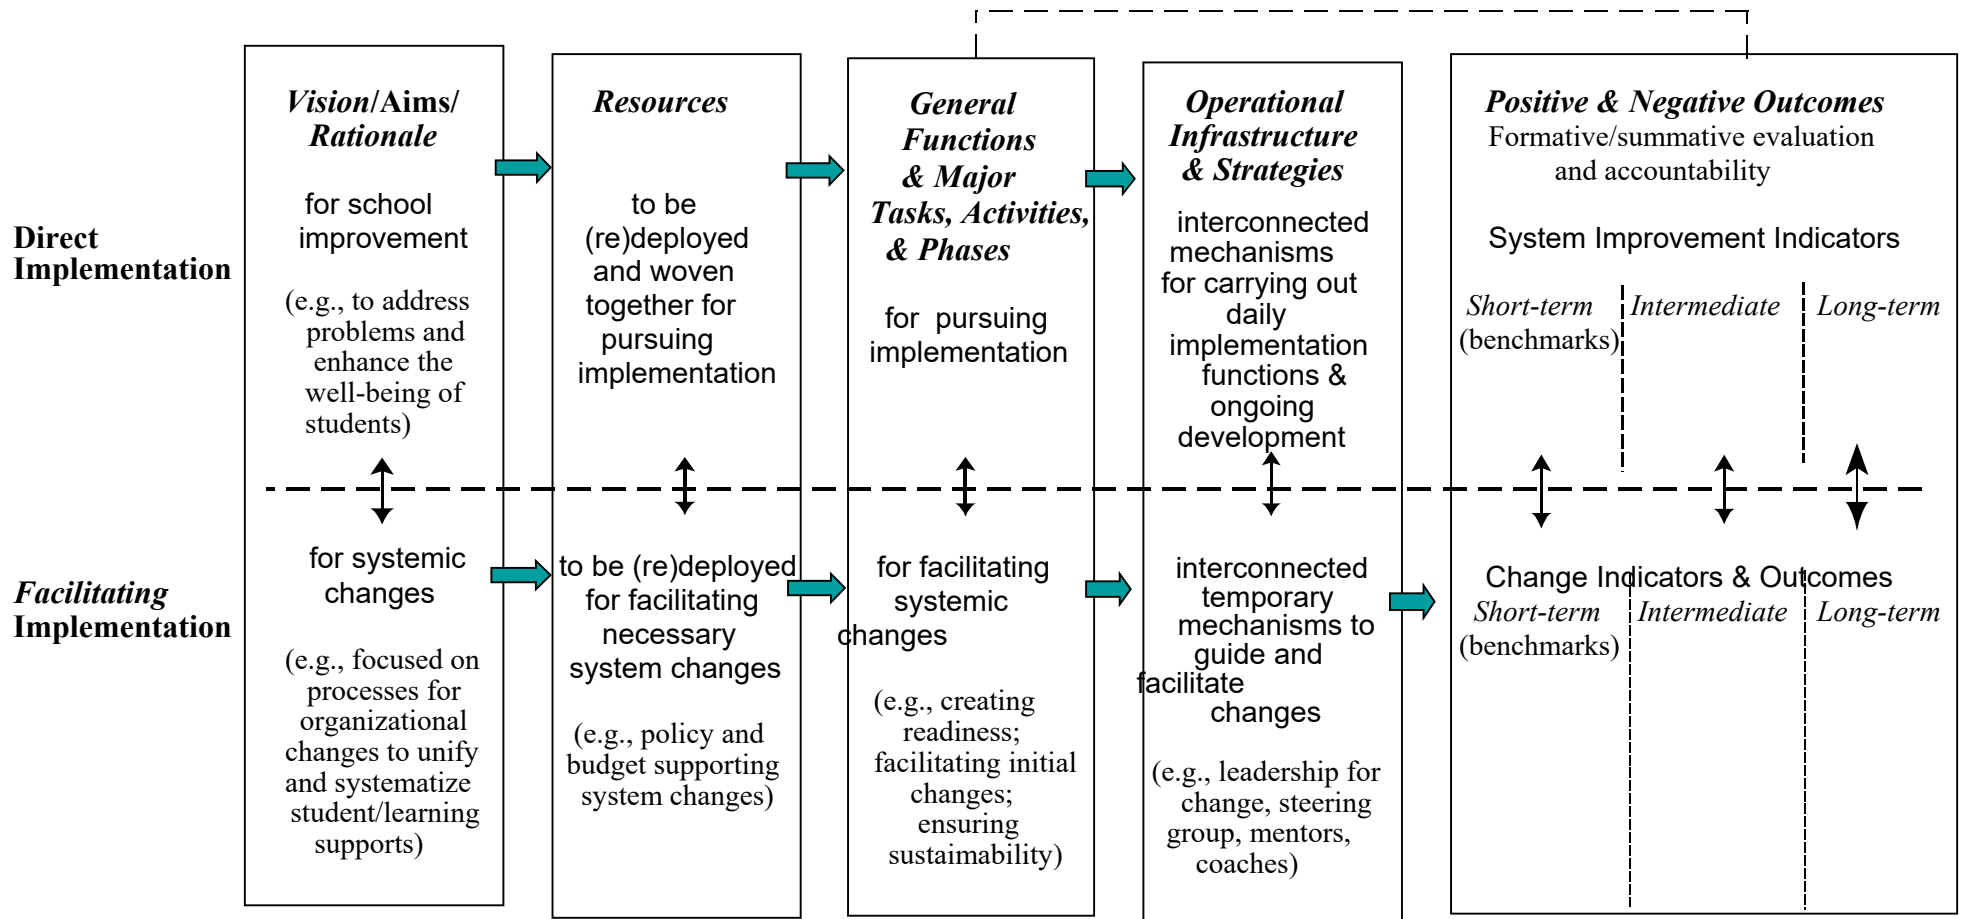 Direct
Implementation
Vision/Aims/
Rationale
for school
improvement
(e.g., to address
problems and
enhance the
well-being of
students)
Resources
to be
(re)deployed
and woven
together for
pursuing
implementation
General
Functions
& Major
Tasks, Activities,
& Phases
for pursuing
implementation
Operational
Infrastructure
& Strategies
interconnected
mechanisms
for carrying out
daily
implementation
functions &
ongoing
development
Positive & Negative Outcomes
Formative/summative evaluation
and accountability
System Improvement Indicators
Short-term
(benchmarks)
Intermediate
Long-term
Facilitating
Implementation
for systemic
changes
(e.g., focused on
processes for
organizational
changes to unify
and systematize
student/learning
supports)
to be (re)deployed
for facilitating
necessary
system changes
(e.g., policy and
budget supporting
system changes)
for facilitating
systemic
changes
(e.g., creating
readiness;
facilitating initial
changes;
ensuring
sustaimability)
interconnected
temporary
mechanisms to
guide and
facilitate
changes
(e.g., leadership for
change, steering
group, mentors,
coaches)
Change Indicators & Outcomes
Short-term
(benchmarks)
Intermediate
Long-term